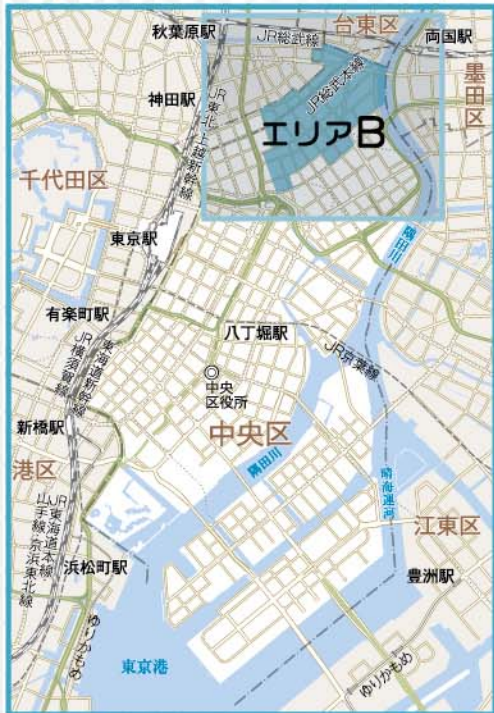 秋葉原駅
JR総武線
台東区
両国駅
墨田区
神田駅
JR東北・上越新幹線
JR総武本線
エリアB
千代田区
東京駅
隅田川
有楽町駅
八丁堀駅
JR京葉線
東海道新幹線
JR横須賀線
中央
区役所
新橋駅
中央区
港区
隅田川
晴海運河
江東区
JR東海道本線
山手線・京浜東北線
浜松町駅
豊洲駅
ゆりかもめ
東京港
ゆりかもめ